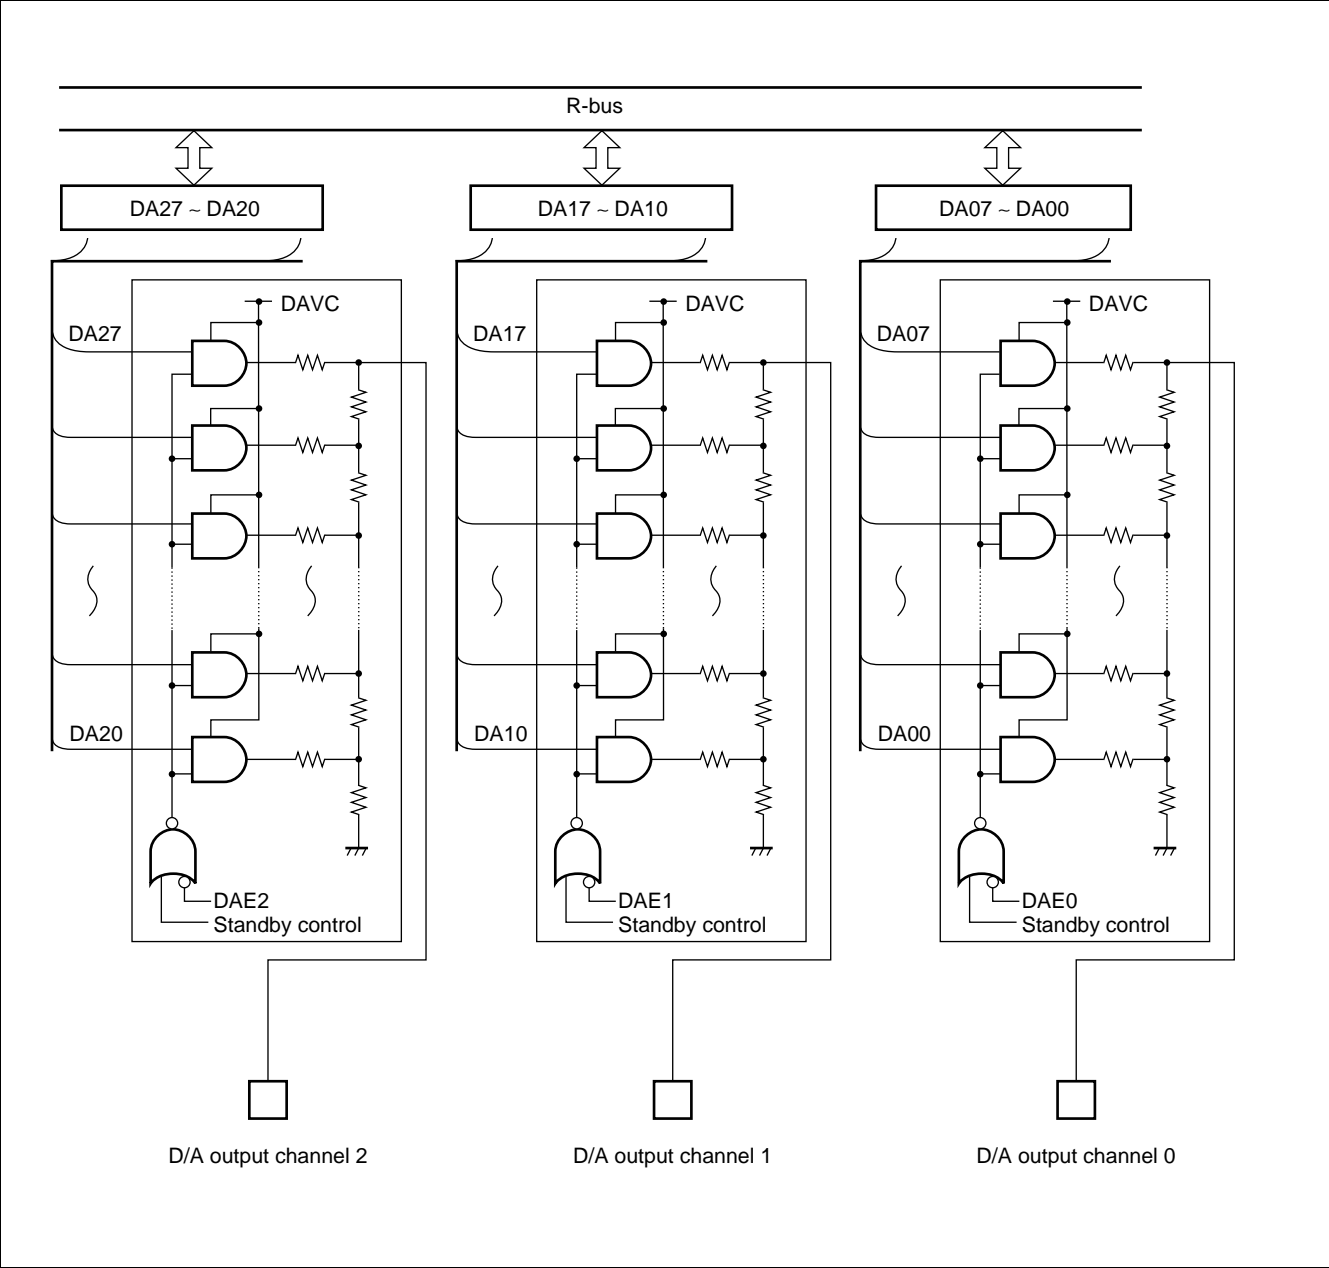 R-bus
DA27 ~ DA20
DA17 ~ DA10
DA07 ~ DA00
DAVC
DAVC
DAVC
DA27
DA17
DA07
DA20
DA10
DA00
DAE2
DAE1
DAE0
Standby control
Standby control
Standby control
D/A output channel 2
D/A output channel 1
D/A output channel 0